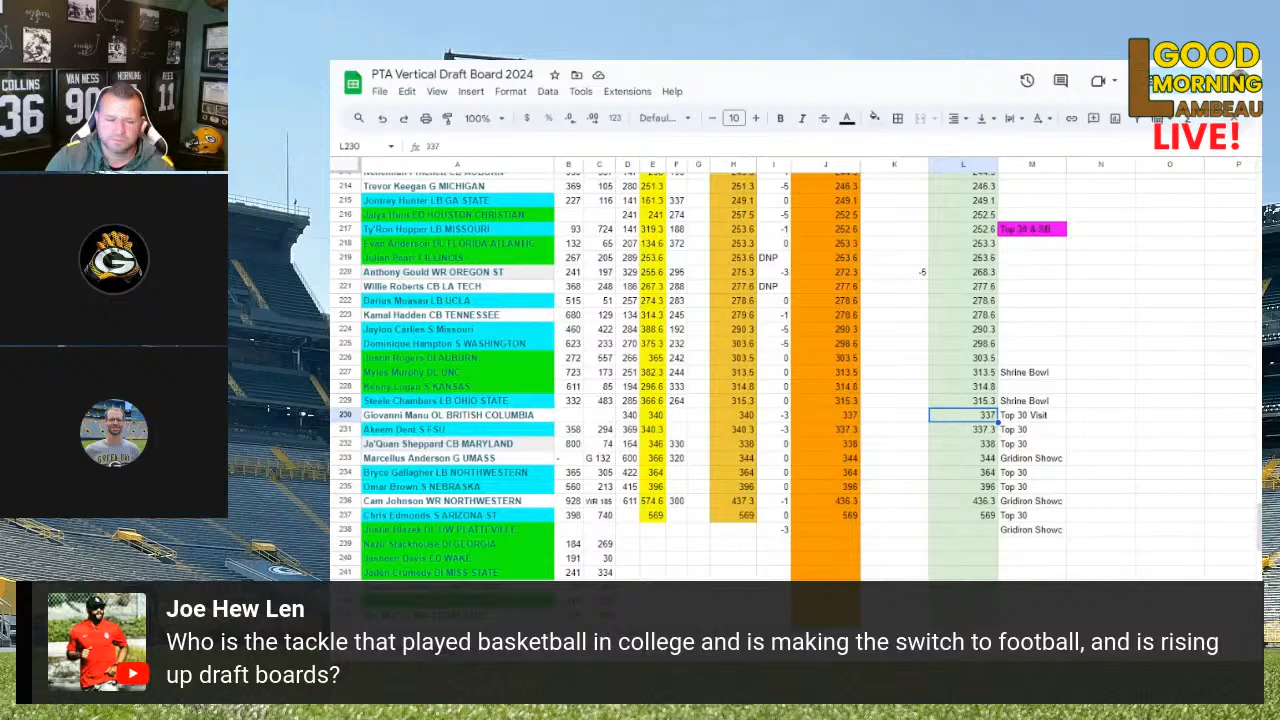 COLLINS
36
VAN NESS
90
HORNUNG
REED
11
GOOD
MORNING
LAMBEAU
LIVE!
PTA Vertical Draft Board 2024
File Edit View Insert Format Data Tools Extensions Help
100% $ % .0 .00 123 Defaul... 10 B I A
L230 337
A B C D E F G H I J K L M N O P
214 Trevor Keegan G MICHIGAN 369 105 280 251.3 251.3 -5 246.3 246.3
215 Jontrey Hunter LB GA STATE 227 116 141 161.3 337 249.1 0 249.1 249.1
216 Jalyx Hunt ED HOUSTON CHRISTIAN 241 241 274 257.5 -5 252.5 252.5
217 Ty'Ron Hopper LB MISSOURI 93 724 141 319.3 188 253.6 -1 252.6 252.6 Top 30 & SB
218 Evan Anderson DL FLORIDA ATLANTIC 132 65 207 134.6 372 253.3 0 253.3 253.3
219 Julian Pearl T ILLINOIS 267 205 289 253.6 253.6 DNP 253.6 253.6
220 Anthony Gould WR OREGON ST 241 197 329 255.6 295 275.3 -3 272.3 -5 268.3
221 Willie Roberts CB LA TECH 368 248 186 267.3 288 277.6 DNP 277.6 277.6
222 Darius Muasau LB UCLA 515 51 257 274.3 283 278.6 0 278.6 278.6
223 Kamal Hadden CB TENNESSEE 680 129 134 314.3 245 279.6 -1 278.6 278.6
224 Jaylon Carlies S Missouri 460 422 284 388.6 192 290.3 -5 290.3 290.3
225 Dominique Hampton S WASHINGTON 623 233 270 375.3 232 303.6 -5 298.6 298.6
226 Justin Rogers Dl AUBURN 272 557 266 365 242 303.5 0 303.5 303.5
227 Myles Murphy DL UNC 723 173 251 382.3 244 313.5 0 313.5 313.5 Shrine Bowl
228 Kenny Logan S KANSAS 611 85 194 296.6 333 314.8 0 314.8 314.8
229 Steele Chambers LB OHIO STATE 332 483 285 366.6 264 315.3 0 315.3 315.3 Shrine Bowl
230 Giovanni Manu OL BRITISH COLUMBIA 340 340 340 -3 337 337 Top 30 Visit
231 Akeem Dent S FSU 358 294 369 340.3 340.3 -3 337.3 337.3 Top 30
232 Ja'Quan Sheppard CB MARYLAND 800 74 164 346 330 338 0 338 338 Top 30
233 Marcellus Anderson G UMASS - G 132 600 366 320 344 0 344 344 Gridiron Showc
234 Bryce Gallagher LB NORTHWESTERN 365 305 422 364 364 0 364 364 Top 30
235 Omar Brown S NEBRASKA 560 213 415 396 396 0 396 396 Top 30
236 Cam Johnson WR NORTHWESTERN 928 WR 185 611 574.6 300 437.3 -1 436.3 436.3 Gridiron Showc
237 Chris Edmonds S ARIZONA ST 398 740 569 569 0 569 569 Top 30
238 Justin Blazek DL UW PLATTEVILLE -3 Gridiron Showc
239 Nazir Stackhouse Dl GEORGIA 184 269
240 Jasheen Davis ED WAKE 191 30
241 Jaden Crumedy Dl MISS STATE 241 334
Joe Hew Len
Who is the tackle that played basketball in college and is making the switch to football, and is rising
up draft boards?